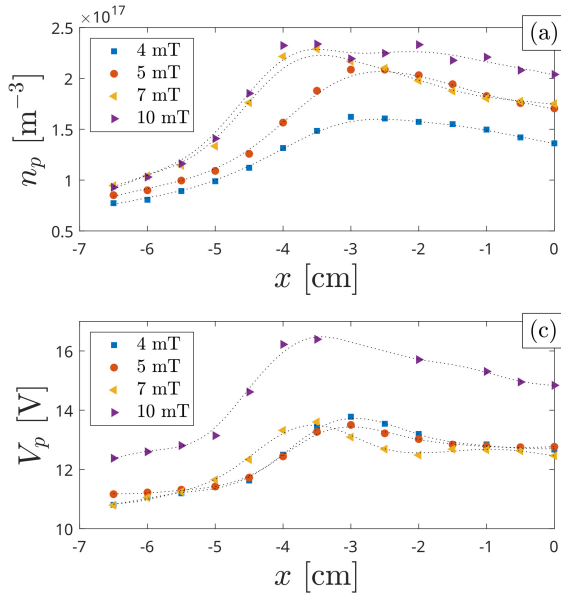 ×10¹⁷
(a)
2.5
2
1.5
1
0.5
4 mT
5 mT
7 mT
10 mT
n_p [m⁻³]
-7 -6 -5 -4 -3 -2 -1 0
x [cm]
(c)
16
14
12
10
4 mT
5 mT
7 mT
10 mT
V_p [V]
-7 -6 -5 -4 -3 -2 -1 0
x [cm]